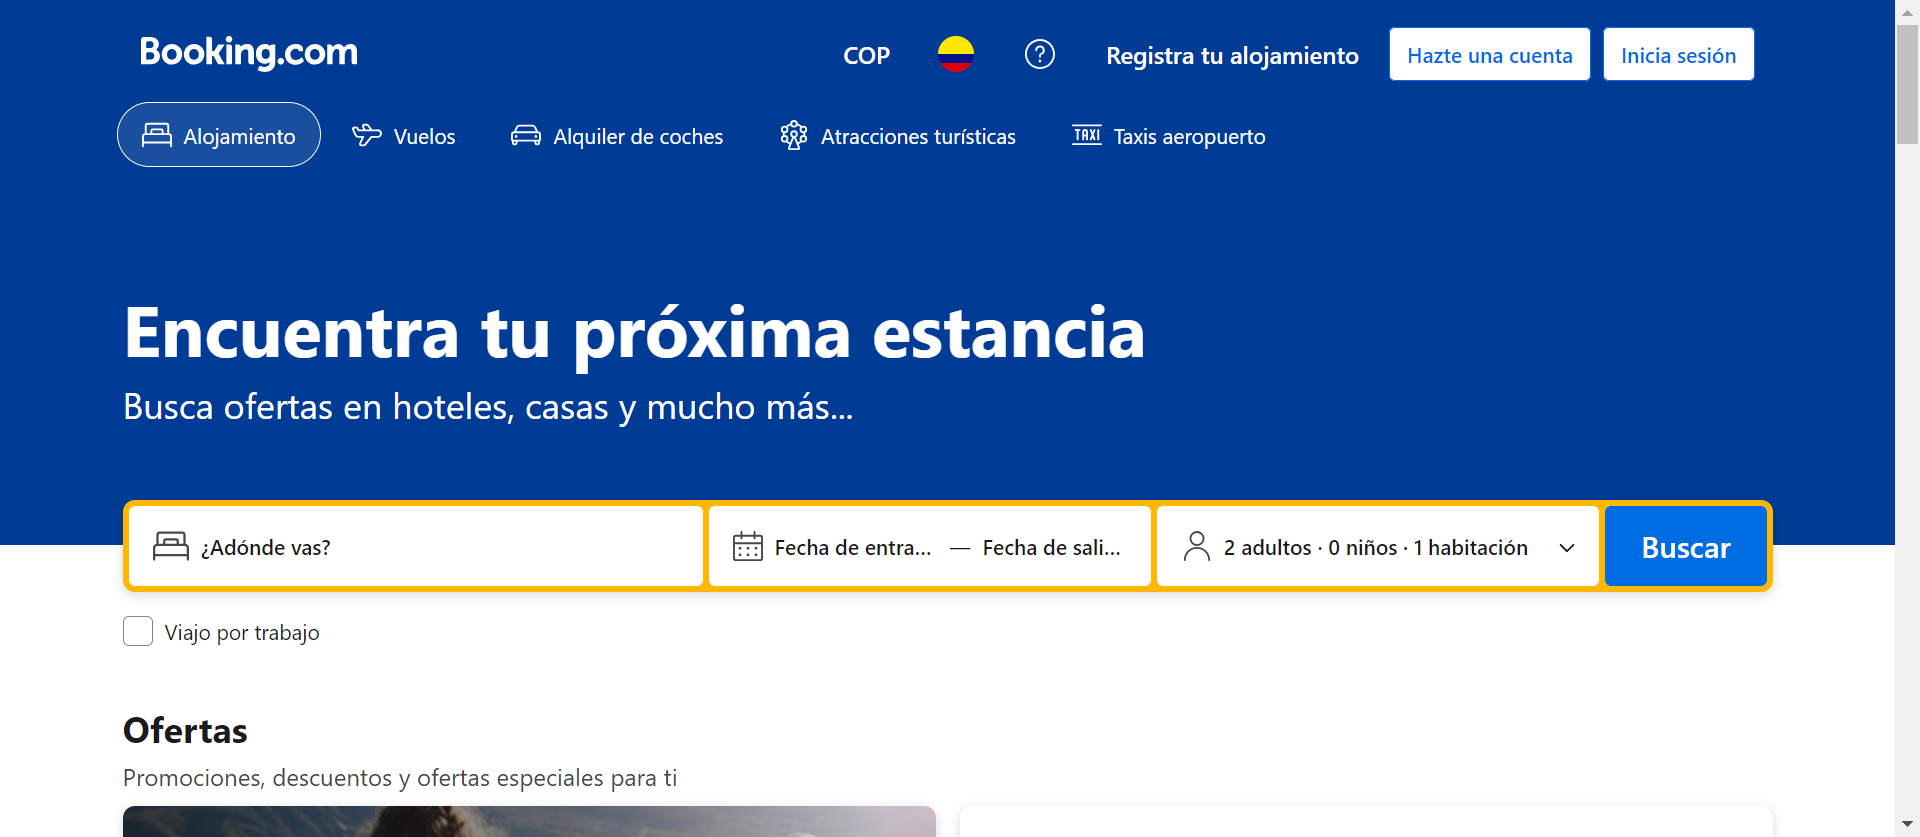 Booking.com
COP
Registra tu alojamiento
Hazte una cuenta
Inicia sesión
Alojamiento
Vuelos
Alquiler de coches
Atracciones turísticas
TAXI
Taxis aeropuerto
Encuentra tu próxima estancia
Busca ofertas en hoteles, casas y mucho más...
¿Adónde vas?
Fecha de entra... — Fecha de sali...
2 adultos · 0 niños · 1 habitación
Buscar
Viajo por trabajo
Ofertas
Promociones, descuentos y ofertas especiales para ti